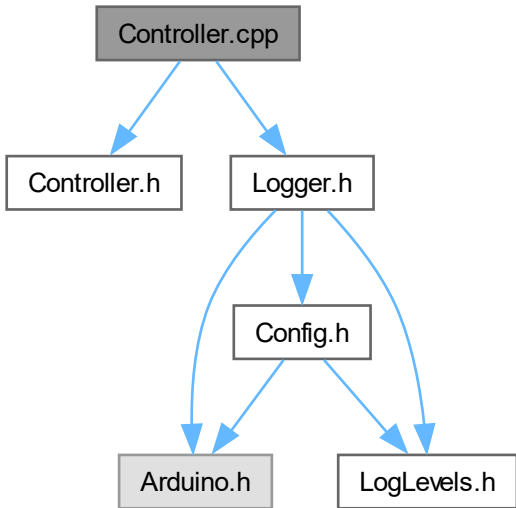 Controller.cpp
Controller.h
Logger.h
Config.h
Arduino.h
LogLevels.h